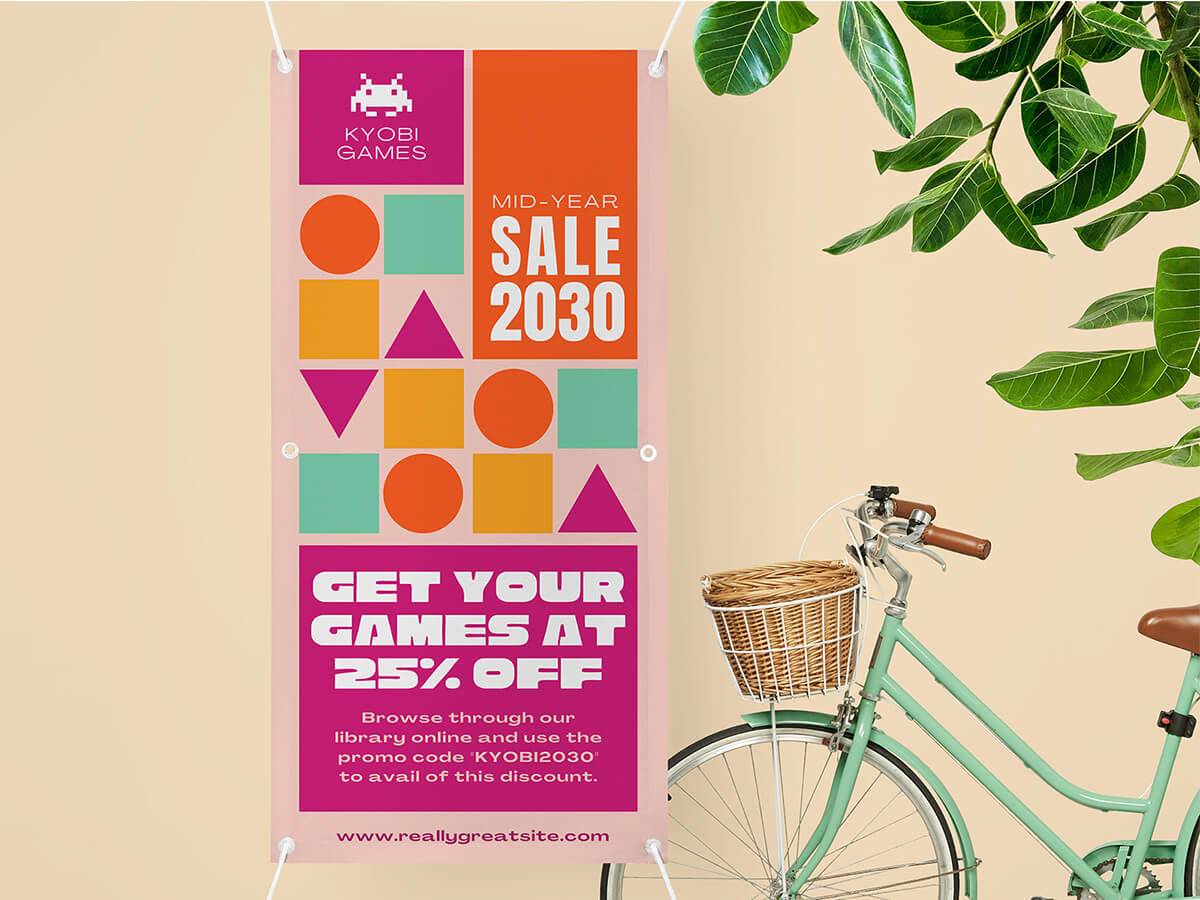 KYOBI
GAMES
MID-YEAR
SALE
2030
GET YOUR
GAMES AT
25% OFF
Browse through our
library online and use the
promo code "KYOBI2030"
to avail of this discount.
www.reallygreatsite.com